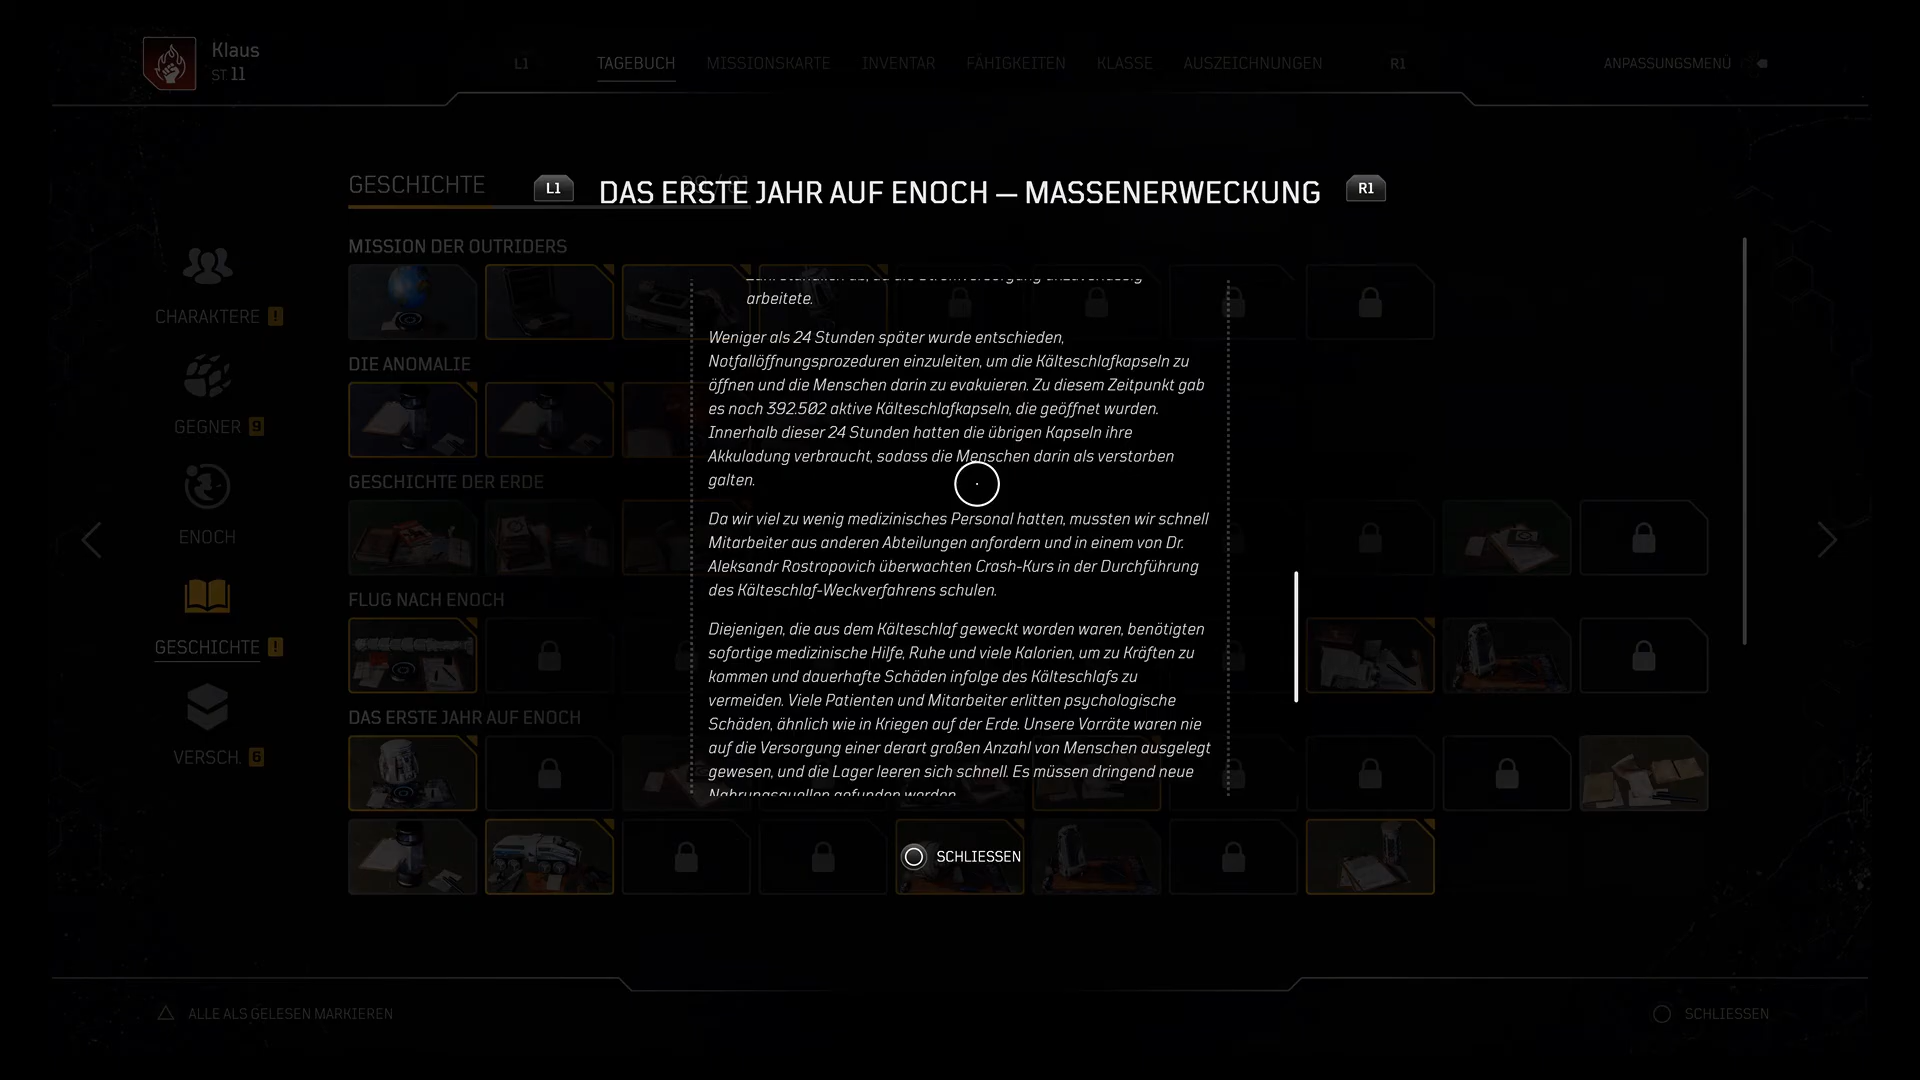 Klaus
ST. 11
L1
TAGEBUCH
MISSIONSKARTE
INVENTAR
FÄHIGKEITEN
KLASSE
AUSZEICHNUNGEN
R1
ANPASSUNGSMENÜ
GESCHICHTE
L1
DAS ERSTE JAHR AUF ENOCH — MASSENERWECKUNG
R1
CHARAKTERE !
GEGNER 9
ENOCH
GESCHICHTE !
VERSCH. 6
MISSION DER OUTRIDERS
DIE ANOMALIE
GESCHICHTE DER ERDE
FLUG NACH ENOCH
DAS ERSTE JAHR AUF ENOCH
arbeitete.
Weniger als 24 Stunden später wurde entschieden,
Notfallöffnungsprozeduren einzuleiten, um die Kälteschlafkapseln zu
öffnen und die Menschen darin zu evakuieren. Zu diesem Zeitpunkt gab
es noch 392.502 aktive Kälteschlafkapseln, die geöffnet wurden.
Innerhalb dieser 24 Stunden hatten die übrigen Kapseln ihre
Akkuladung verbraucht, sodass die Menschen darin als verstorben
galten.
Da wir viel zu wenig medizinisches Personal hatten, mussten wir schnell
Mitarbeiter aus anderen Abteilungen anfordern und in einem von Dr.
Aleksandr Rostropovich überwachten Crash-Kurs in der Durchführung
des Kälteschlaf-Weckverfahrens schulen.
Diejenigen, die aus dem Kälteschlaf geweckt worden waren, benötigten
sofortige medizinische Hilfe, Ruhe und viele Kalorien, um zu Kräften zu
kommen und dauerhafte Schäden infolge des Kälteschlafs zu
vermeiden. Viele Patienten und Mitarbeiter erlitten psychologische
Schäden, ähnlich wie in Kriegen auf der Erde. Unsere Vorräte waren nie
auf die Versorgung einer derart großen Anzahl von Menschen ausgelegt
gewesen, und die Lager leeren sich schnell. Es müssen dringend neue
Nahrungsquellen gefunden werden.
SCHLIESSEN
ALLE ALS GELESEN MARKIEREN
SCHLIESSEN